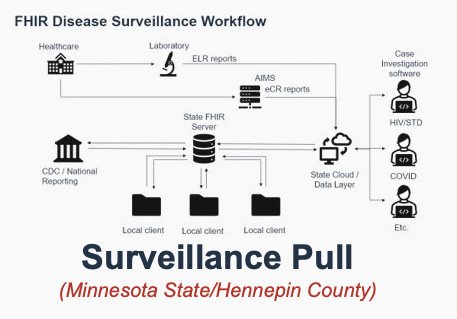 FHIR Disease Surveillance Workflow
Healthcare
Laboratory
ELR reports
Case
Investigation
software
AIMS
eCR reports
HIV/STD
State FHIR
Server
CDC / National
Reporting
State Cloud /
Data Layer
COVID
Local client
Local client
Local client
Etc.
Surveillance Pull
(Minnesota State/Hennepin County)